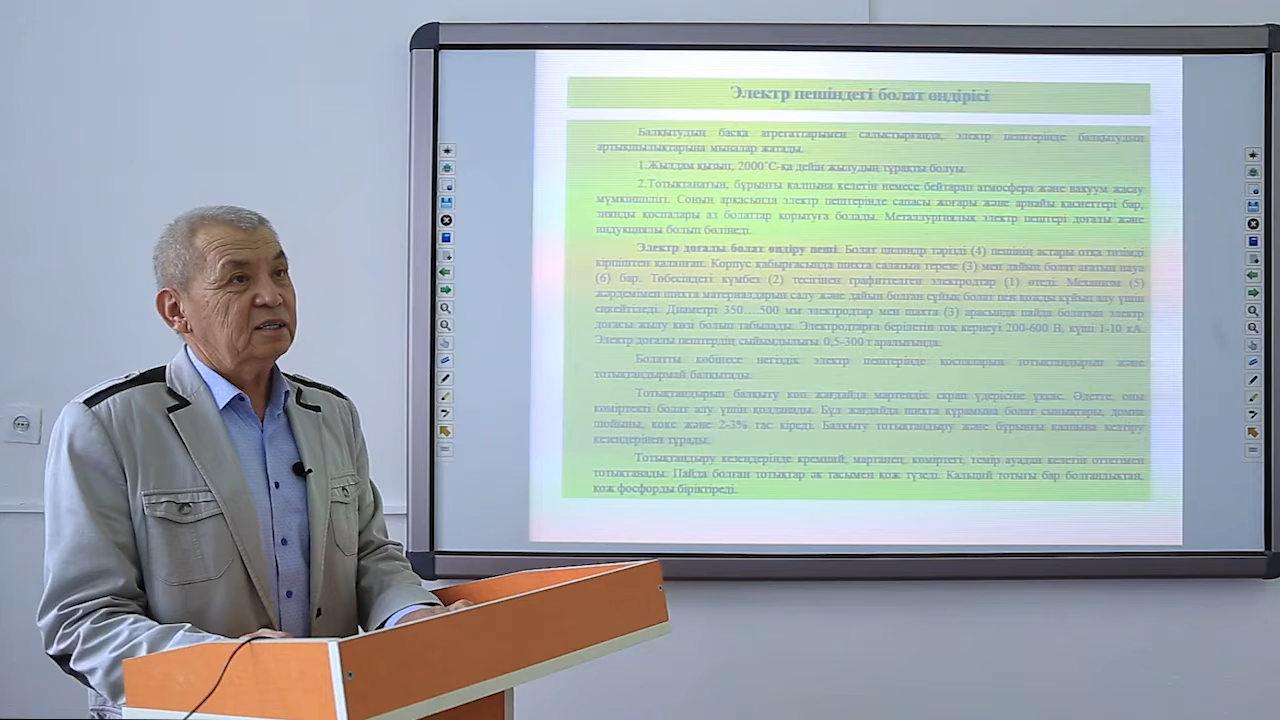 Электр пешіндегі болат өндірісі
Балқытудың басқа агрегаттарымен салыстырғанда, электр пештерінде балқытудың
артықшылықтарына мыналар жатады.
1.Жылдам қызып, 2000˚С-қа дейін жылудың тұрақты болуы.
2.Тотықтанатын, бұрынғы қалпына келетін немесе бейтарап атмосфера және вакуум жасау
мүмкіншілігі. Соның арқасында электр пештерінде сапасы жоғары және арнайы қасиеттері бар,
зиянды қоспалары аз болаттар қорытуға болады. Металлургиялық электр пештері доғалы және
индукциялы болып бөлінеді.
Электр доғалы болат өндіру пеші. Болат цилиндр тәрізді (4) пешінің астары отқа төзімді
кірпіштен қаланған. Корпус қабырғасында шихта салатын терезе (3) мен дайын болат ағатын науа
(6) бар. Төбесіндегі күмбез (2) тесігінен графиттелген электродтар (1) өтеді. Механизм (5)
жәрдемімен шихта материалдарын салу және дайын болған сұйық болат пен қожды құйып алу үшін
еңкейтіледі. Диаметрі 350….500 мм электродтар мен шихта (3) арасында пайда болатын электр
доғасы жылу көзі болып табылады. Электродтарға берілетін ток кернеуі 200-600 В, күші 1-10 кА.
Электр доғалы пештердің сыйымдылығы 0,5-300 т аралығында.
Болатты көбінесе негіздік электр пештерінде қоспаларын тотықтандырып және
тотықтандырмай балқытады.
Тотықтандырып балқыту көп жағдайда мартендік скрап үдерісіне ұқсас. Әдетте, оны
көміртекті болат алу үшін қолданады. Бұл жағдайда шихта құрамына болат сынықтары, домна
шойыны, кокс және 2-3% тас кіреді. Балқыту тотықтандыру және бұрынғы қалпына келтіру
кезеңдерінен тұрады.
Тотықтандыру кезеңдерінде кремний, марганец, көміртегі, темір ауадан келетін оттегімен
тотықтанады. Пайда болған тотықтар әк тасымен қож түзеді. Кальций тотығы бар болғандықтан,
қож фосфорды біріктіреді.